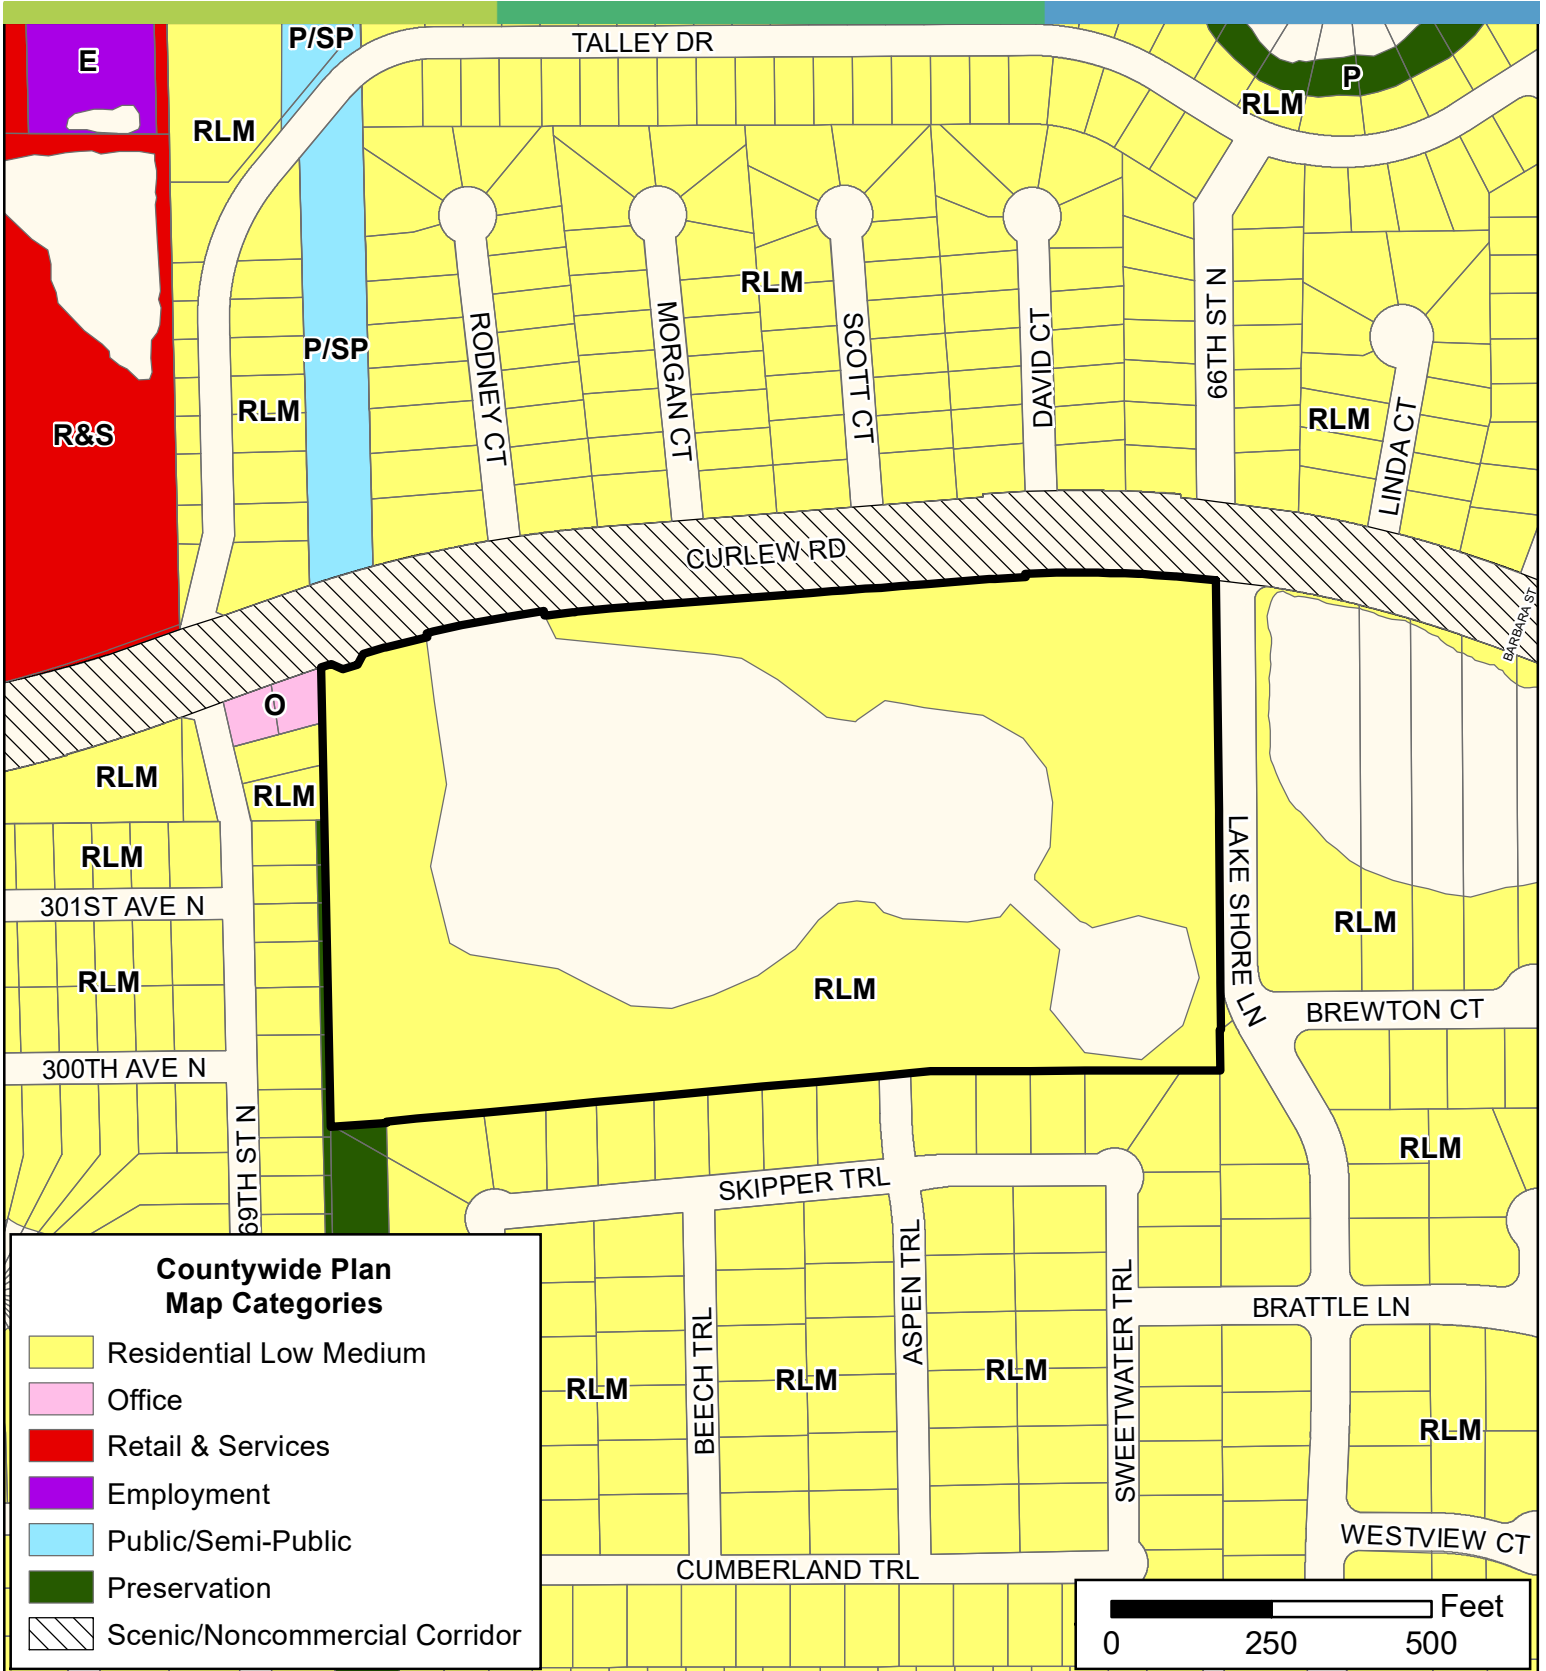 P/SP
TALLEY DR
E
P
RLM
RLM
RLM
66TH ST N
RODNEY CT
MORGAN CT
SCOTT CT
DAVID CT
P/SP
RLM
RLM
R&S
LINDA CT
CURLEW RD
BARBARA ST
O
RLM
RLM
LAKE SHORE LN
RLM
301ST AVE N
RLM
RLM
RLM
BREWTON CT
300TH AVE N
69TH ST N
RLM
SKIPPER TRL
ASPEN TRL
SWEETWATER TRL
BEECH TRL
BRATTLE LN
RLM
RLM
RLM
RLM
WESTVIEW CT
CUMBERLAND TRL
Countywide Plan
Map Categories
Residential Low Medium
Office
Retail & Services
Employment
Public/Semi-Public
Preservation
Scenic/Noncommercial Corridor
Feet
0 250 500